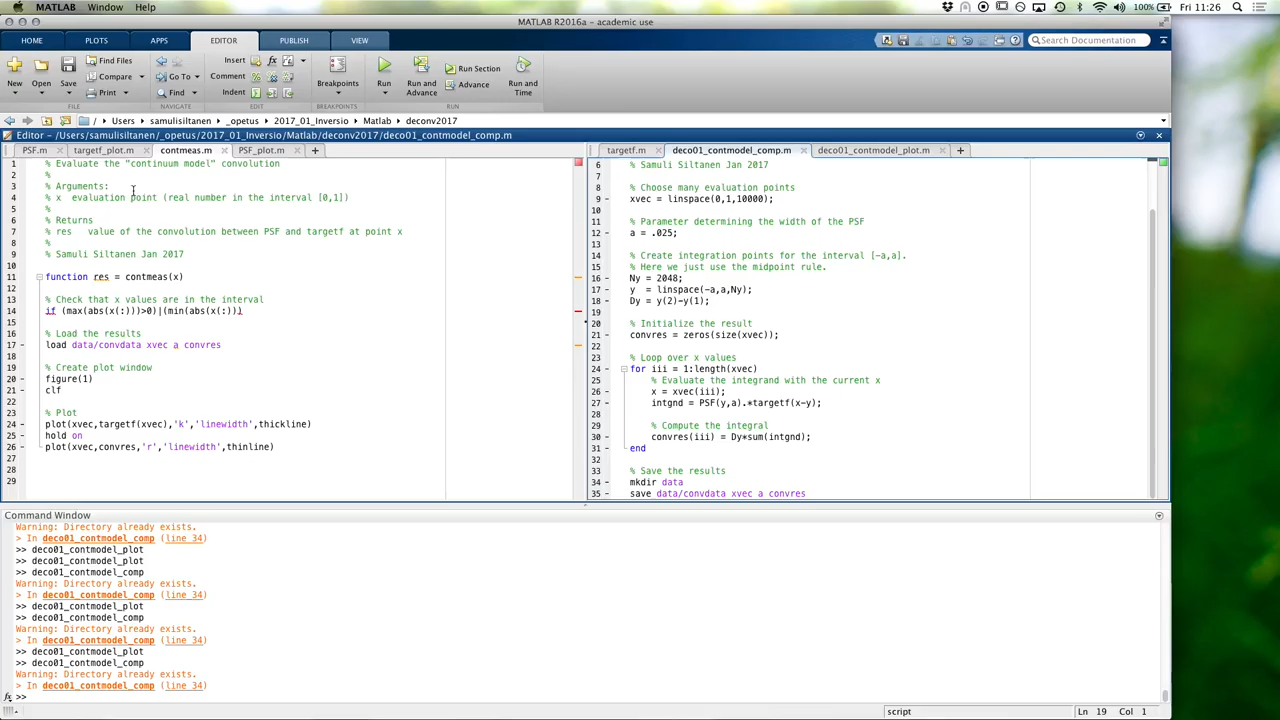 MATLAB Window Help 100% Fri 11:26
MATLAB R2016a - academic use
HOME PLOTS APPS EDITOR PUBLISH VIEW Search Documentation
New Open Save Find Files Compare Print
Go To Find
Insert Comment Indent
Breakpoints Run Run and Advance Run Section Advance Run and Time
FILE NAVIGATE EDIT BREAKPOINTS RUN
/ Users samulisiltanen _opetus 2017_01_Inversio Matlab deconv2017
Editor - /Users/samulisiltanen/_opetus/2017_01_Inversio/Matlab/deconv2017/deco01_contmodel_comp.m
PSF.m targetf_plot.m contmeas.m PSF_plot.m
1 % Evaluate the "continuum model" convolution
2 %
3 % Arguments:
4 % x evaluation point (real number in the interval [0,1])
5 %
6 % Returns
7 % res value of the convolution between PSF and targetf at point x
8 %
9 % Samuli Siltanen Jan 2017
10
11 function res = contmeas(x)
12
13 % Check that x values are in the interval
14 if (max(abs(x(:)))>0)|(min(abs(x(:)))
15
16 % Load the results
17 load data/convdata xvec a convres
18
19 % Create plot window
20 figure(1)
21 clf
22
23 % Plot
24 plot(xvec,targetf(xvec),'k','linewidth',thickline)
25 hold on
26 plot(xvec,convres,'r','linewidth',thinline)
27
28
29
targetf.m deco01_contmodel_comp.m deco01_contmodel_plot.m
6 % Samuli Siltanen Jan 2017
7
8 % Choose many evaluation points
9 xvec = linspace(0,1,10000);
10
11 % Parameter determining the width of the PSF
12 a = .025;
13
14 % Create integration points for the interval [-a,a].
15 % Here we just use the midpoint rule.
16 Ny = 2048;
17 y = linspace(-a,a,Ny);
18 Dy = y(2)-y(1);
19
20 % Initialize the result
21 convres = zeros(size(xvec));
22
23 % Loop over x values
24 for iii = 1:length(xvec)
25 % Evaluate the integrand with the current x
26 x = xvec(iii);
27 intgnd = PSF(y,a).*targetf(x-y);
28
29 % Compute the integral
30 convres(iii) = Dy*sum(intgnd);
31 end
32
33 % Save the results
34 mkdir data
35 save data/convdata xvec a convres
Command Window
Warning: Directory already exists.
> In deco01_contmodel_comp (line 34)
>> deco01_contmodel_plot
>> deco01_contmodel_plot
>> deco01_contmodel_comp
Warning: Directory already exists.
> In deco01_contmodel_comp (line 34)
>> deco01_contmodel_plot
>> deco01_contmodel_comp
Warning: Directory already exists.
> In deco01_contmodel_comp (line 34)
>> deco01_contmodel_plot
>> deco01_contmodel_comp
Warning: Directory already exists.
> In deco01_contmodel_comp (line 34)
fx >>
script Ln 19 Col 1